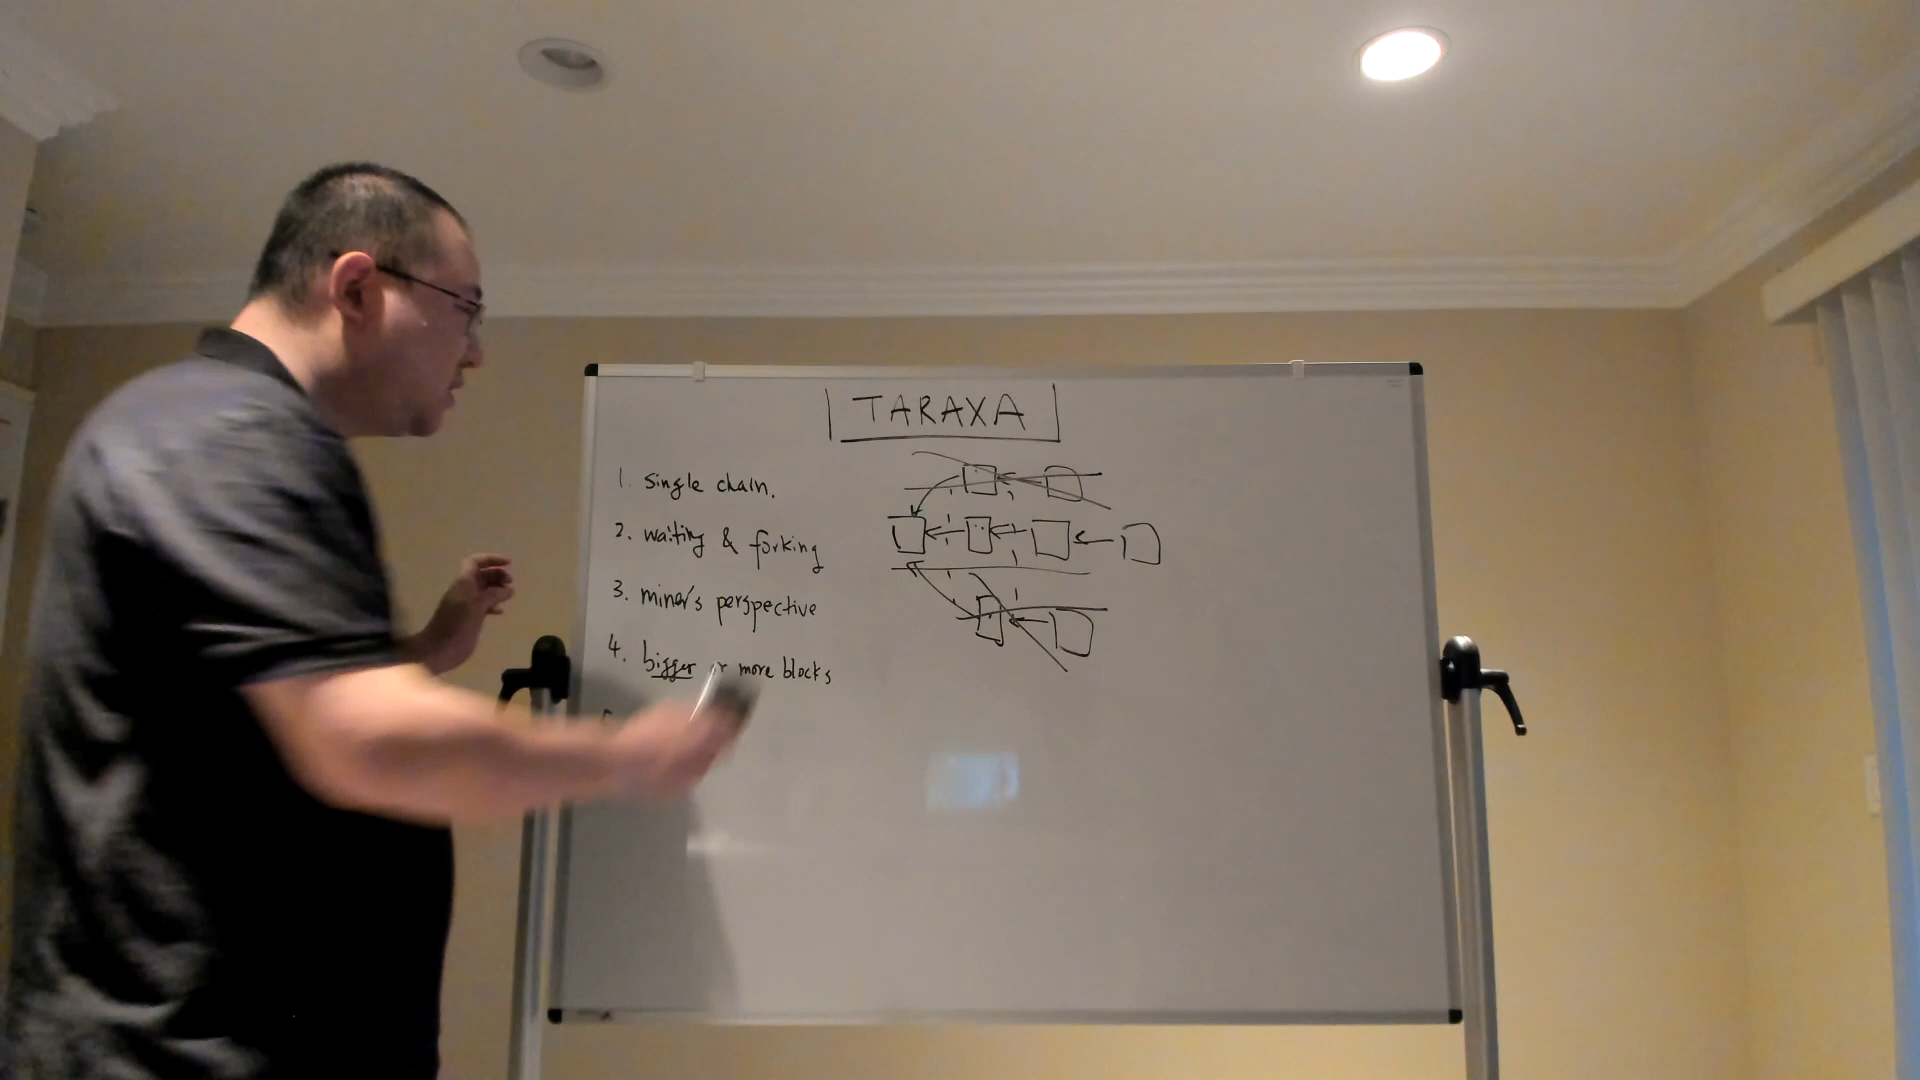 TARAXA
1. single chain.
2. waiting & forking
3. miner's perspective
4. bigger or more blocks